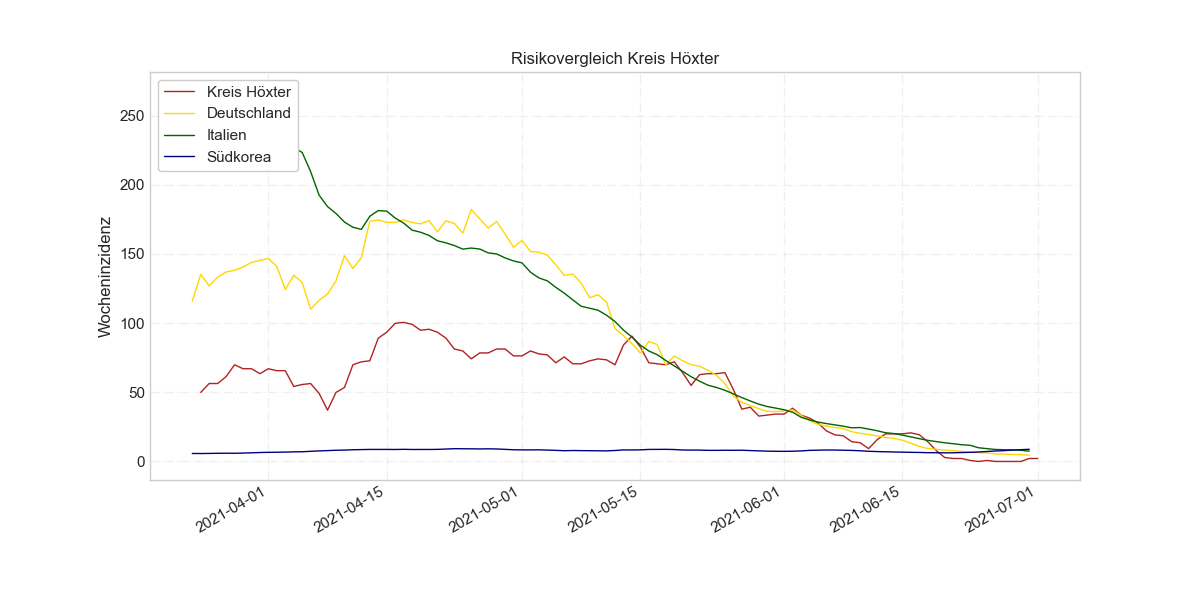 Risikovergleich Kreis Höxter
Kreis Höxter
Deutschland
Italien
Südkorea
Wocheninzidenz
250
200
150
100
50
0
2021-04-01
2021-04-15
2021-05-01
2021-05-15
2021-06-01
2021-06-15
2021-07-01